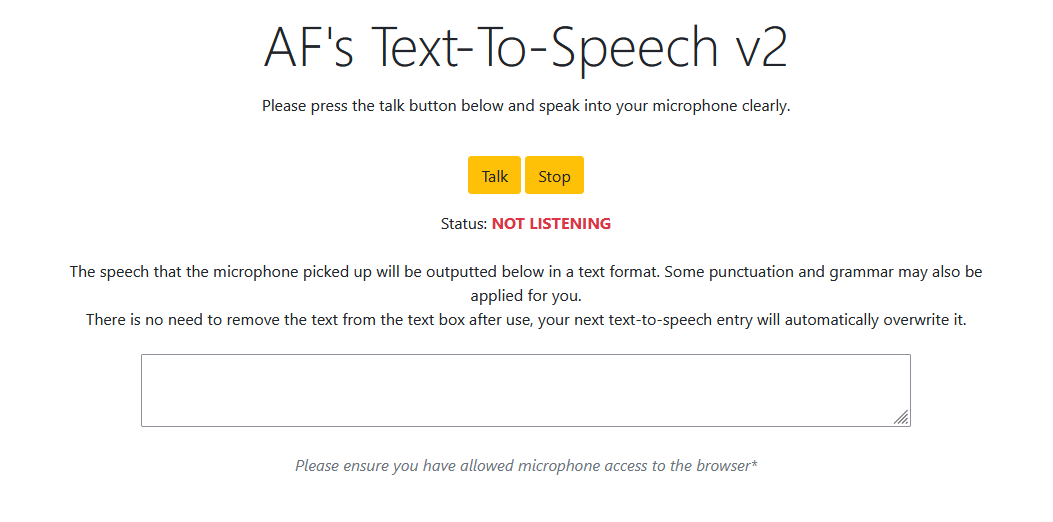 AF's Text-To-Speech v2
Please press the talk button below and speak into your microphone clearly.
Talk Stop
Status: NOT LISTENING
The speech that the microphone picked up will be outputted below in a text format. Some punctuation and grammar may also be
applied for you.
There is no need to remove the text from the text box after use, your next text-to-speech entry will automatically overwrite it.
Please ensure you have allowed microphone access to the browser*